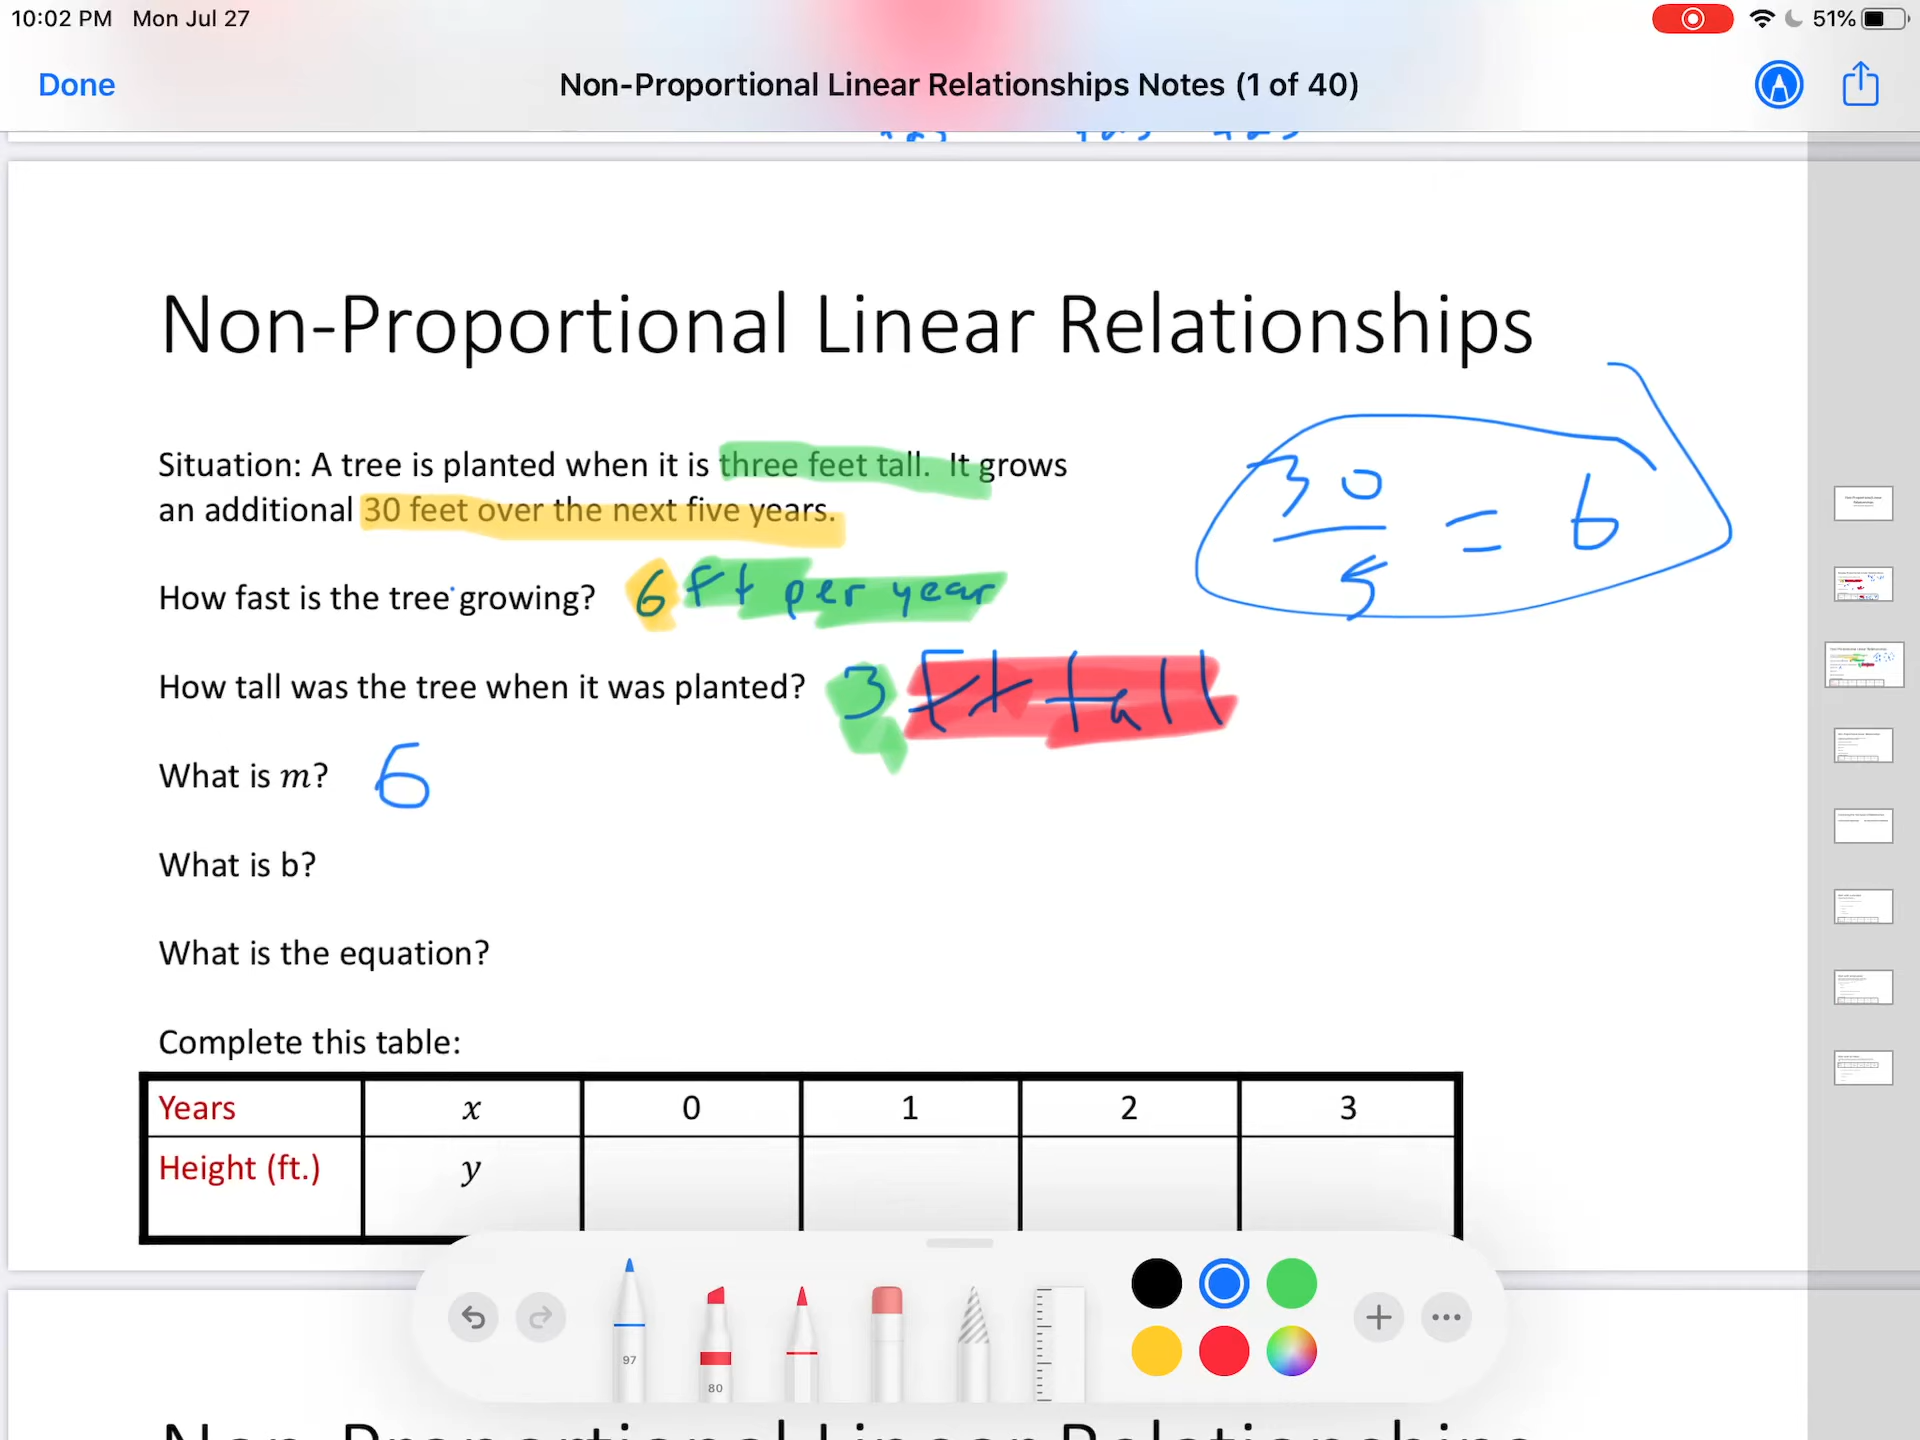 10:02 PM Mon Jul 27 51%
Done Non-Proportional Linear Relationships Notes (1 of 40)
Non-Proportional Linear Relationships
Situation: A tree is planted when it is three feet tall. It grows
an additional 30 feet over the next five years.
30
5
= 6
How fast is the tree growing? 6 ft per year
How tall was the tree when it was planted? 3 ft tall
What is m? 6
What is b?
What is the equation?
Complete this table:
Years x 0 1 2 3
Height (ft.) y
97
80
Non-Proportional Linear Relationships